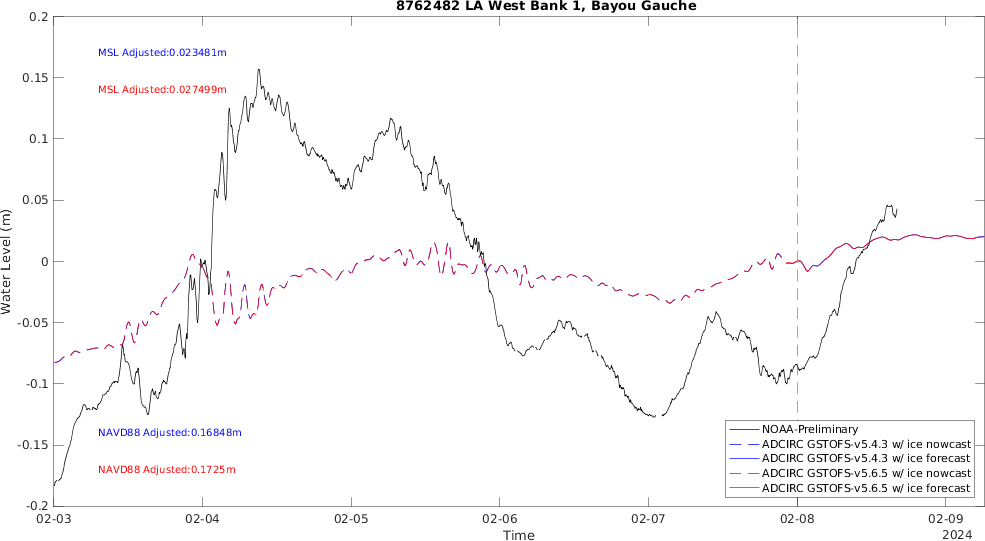 8762482 LA West Bank 1, Bayou Gauche
0.2
0.15
0.1
0.05
0
-0.05
-0.1
-0.15
-0.2
Water Level (m)
MSL Adjusted:0.023481m
MSL Adjusted:0.027499m
NAVD88 Adjusted:0.16848m
NAVD88 Adjusted:0.1725m
NOAA-Preliminary
ADCIRC GSTOFS-v5.4.3 w/ ice nowcast
ADCIRC GSTOFS-v5.4.3 w/ ice forecast
ADCIRC GSTOFS-v5.6.5 w/ ice nowcast
ADCIRC GSTOFS-v5.6.5 w/ ice forecast
02-03 02-04 02-05 02-06 02-07 02-08 02-09
Time
2024